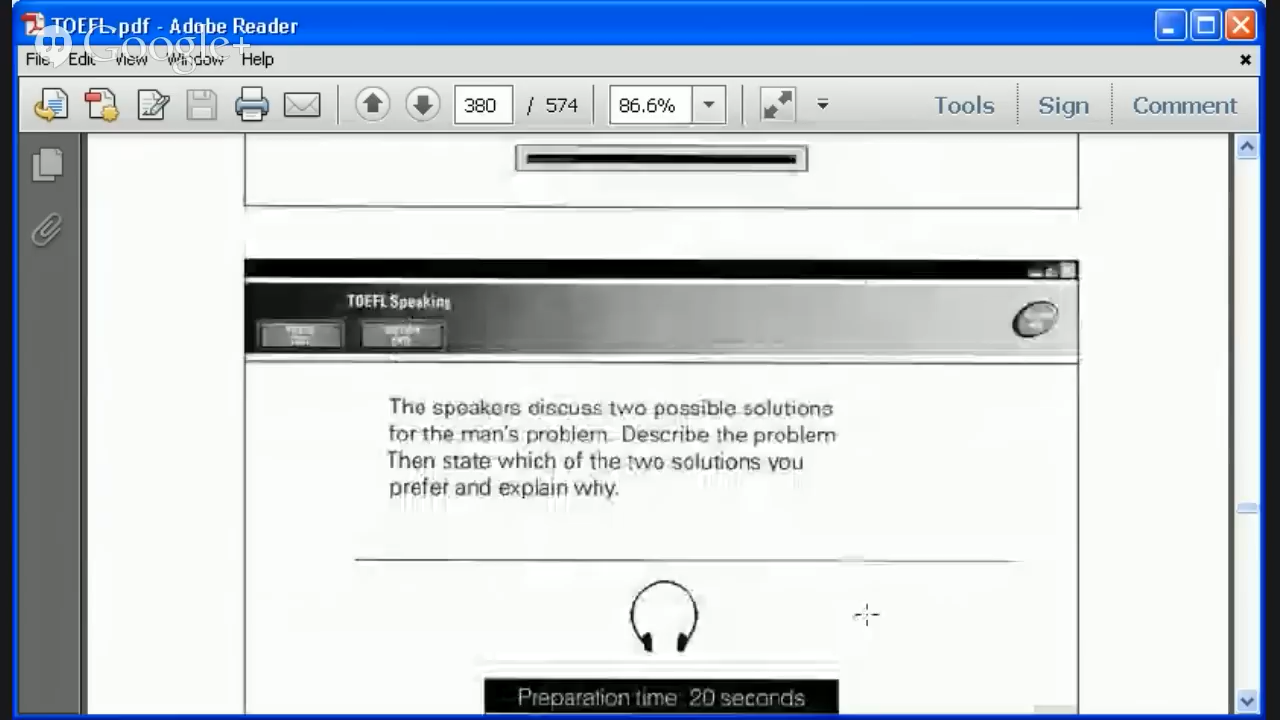 TOEFL.pdf - Adobe Reader
Google+
File Edit View Window Help
380 / 574 86.6% Tools Sign Comment
TOEFL Speaking
The speakers discuss two possible solutions
for the man's problem. Describe the problem
Then state which of the two solutions you
prefer and explain why.
Preparation time 20 seconds